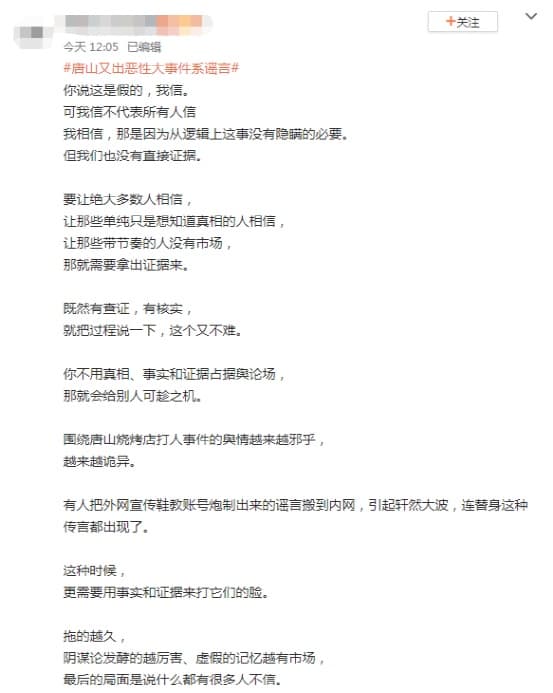 +关注
今天 12:05 已编辑
#唐山又出恶性大事件系谣言#
你说这是假的，我信。
可我信不代表所有人信
我相信，那是因为从逻辑上这事没有隐瞒的必要。
但我们也没有直接证据。
要让绝大多数人相信，
让那些单纯只是想知道真相的人相信，
让那些带节奏的人没有市场，
那就需要拿出证据来。
既然有查证，有核实，
就把过程说一下，这个又不难。
你不用真相、事实和证据占据舆论场，
那就会给别人可趁之机。
围绕唐山烧烤店打人事件的舆情越来越邪乎，
越来越诡异。
有人把外网宣传鞋教账号炮制出来的谣言搬到内网，引起轩然大波，连替身这种
传言都出现了。
这种时候，
更需要用事实和证据来打它们的脸。
拖的越久，
阴谋论发酵的越厉害、虚假的记忆越有市场，
最后的局面是说什么都有很多人不信。